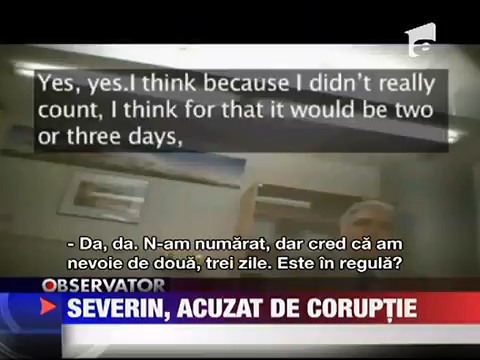 Yes, yes.I think because I didn't really
count, I think for that it would be two
or three days,
- Da, da. N-am numărat, dar cred că am
nevoie de două, trei zile. Este în regulă?
OBSERVATOR
SEVERIN, ACUZAT DE CORUPȚIE